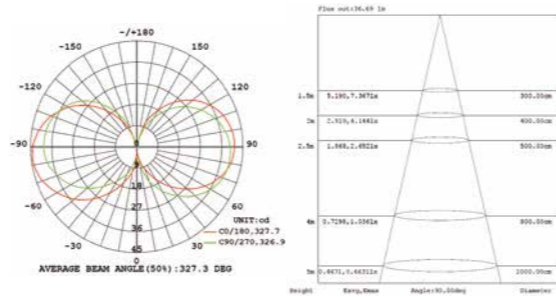 -/+180
-150
150
-120
120
-90
90
-60
60
-30
30
0
0
9
18
27
36
45
UNIT:cd
C0/180,327.7
C90/270,326.9
AVERAGE BEAM ANGLE(50%):327.3 DEG
Flux out:36.69 lm
1.5m 5.190,7.367lx 300.00cm
2m 2.919,4.144lx 400.00cm
2.5m 1.868,2.652lx 500.00cm
4m 0.7298,1.036lx 800.00cm
5m 0.4671,0.6631lx 1000.00cm
Height Eavg,Emax Angle:90.00deg Diameter